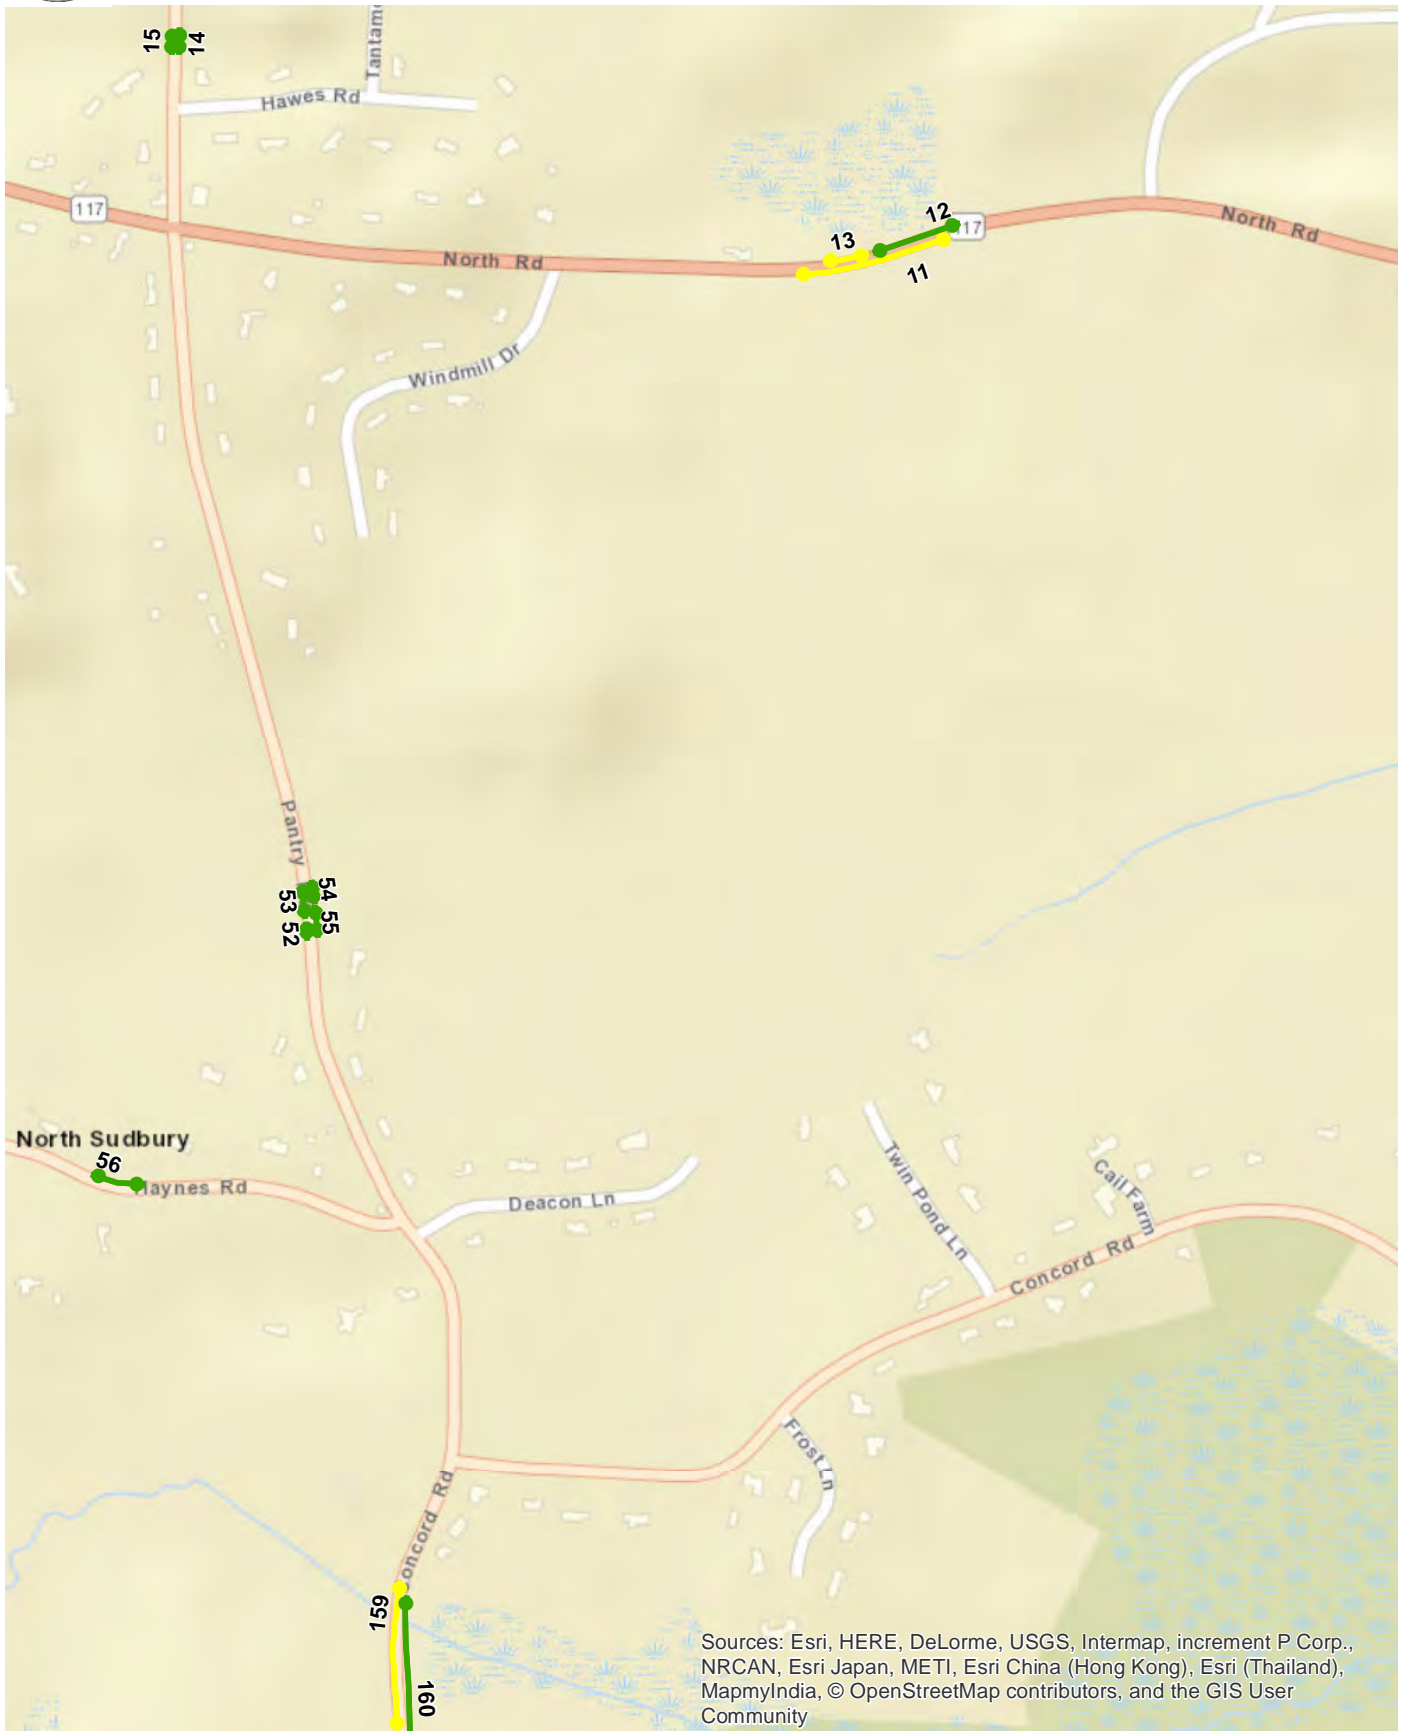 15
14
Tantam
Hawes Rd
117
12
117
North Rd
13
North Rd
11
Windmill Dr
Pantry
54
53
55
52
North Sudbury
56
Haynes Rd
Deacon Ln
Twin Pond Ln
Cail Farm
Concord Rd
Frost Ln
Concord Rd
159
160
Sources: Esri, HERE, DeLorme, USGS, Intermap, increment P Corp.,
NRCAN, Esri Japan, METI, Esri China (Hong Kong), Esri (Thailand),
MapmyIndia, © OpenStreetMap contributors, and the GIS User
Community